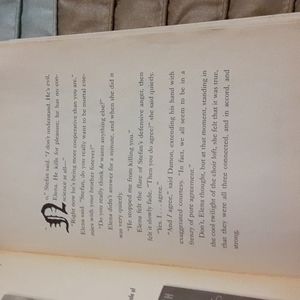 No," Stefan said. "I don't understand. He's evil,
Elena. He kills for pleasure; he has no con-
science at all—"
"Right now he's being more cooperative than you are,"
Elena said. "Stefan, do you really want to be mortal ene-
mies with your brother forever?"
"Do you really think he wants anything else?"
Elena didn't answer for a minute, and when she did it
was very quietly.
"He stopped me from killing you."
Elena felt the flare of Stefan's defensive anger, then
felt it slowly fade. "Then you do agree?" she said quietly.
"Yes. I . . . agree."
"And I agree," said Damon, extending his hand with
exaggerated courtesy. "In fact, we all seem to be in a
frenzy of pure agreement."
Don't, Elena thought, but at that moment, standing in
the cool twilight of the choir loft, she felt that it was true,
that they were all three connected, and in accord, and
strong.